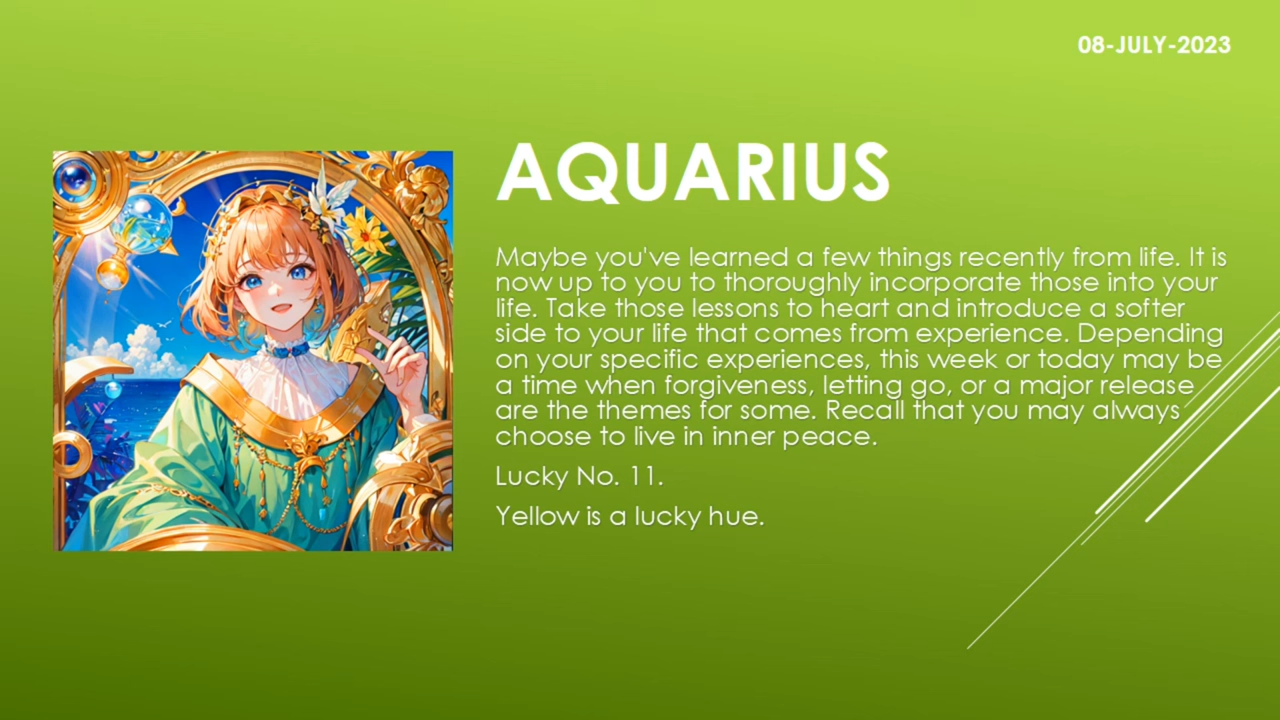 08-JULY-2023
AQUARIUS
Maybe you've learned a few things recently from life. It is
now up to you to thoroughly incorporate those into your
life. Take those lessons to heart and introduce a softer
side to your life that comes from experience. Depending
on your specific experiences, this week or today may be
a time when forgiveness, letting go, or a major release
are the themes for some. Recall that you may always
choose to live in inner peace.
Lucky No. 11.
Yellow is a lucky hue.